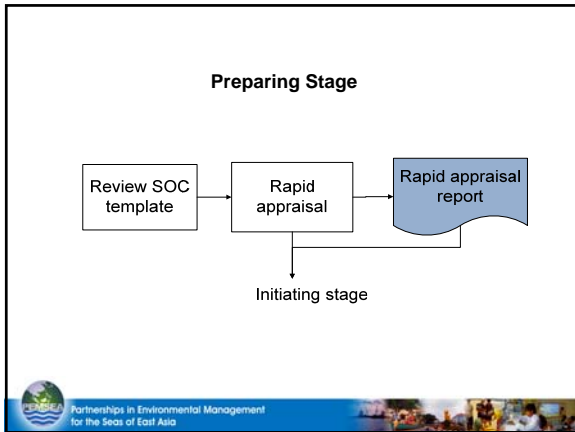 Preparing Stage
Review SOC
template
Rapid
appraisal
Rapid appraisal
report
Initiating stage
PEMSEA
Partnerships in Environmental Management
for the Seas of East Asia